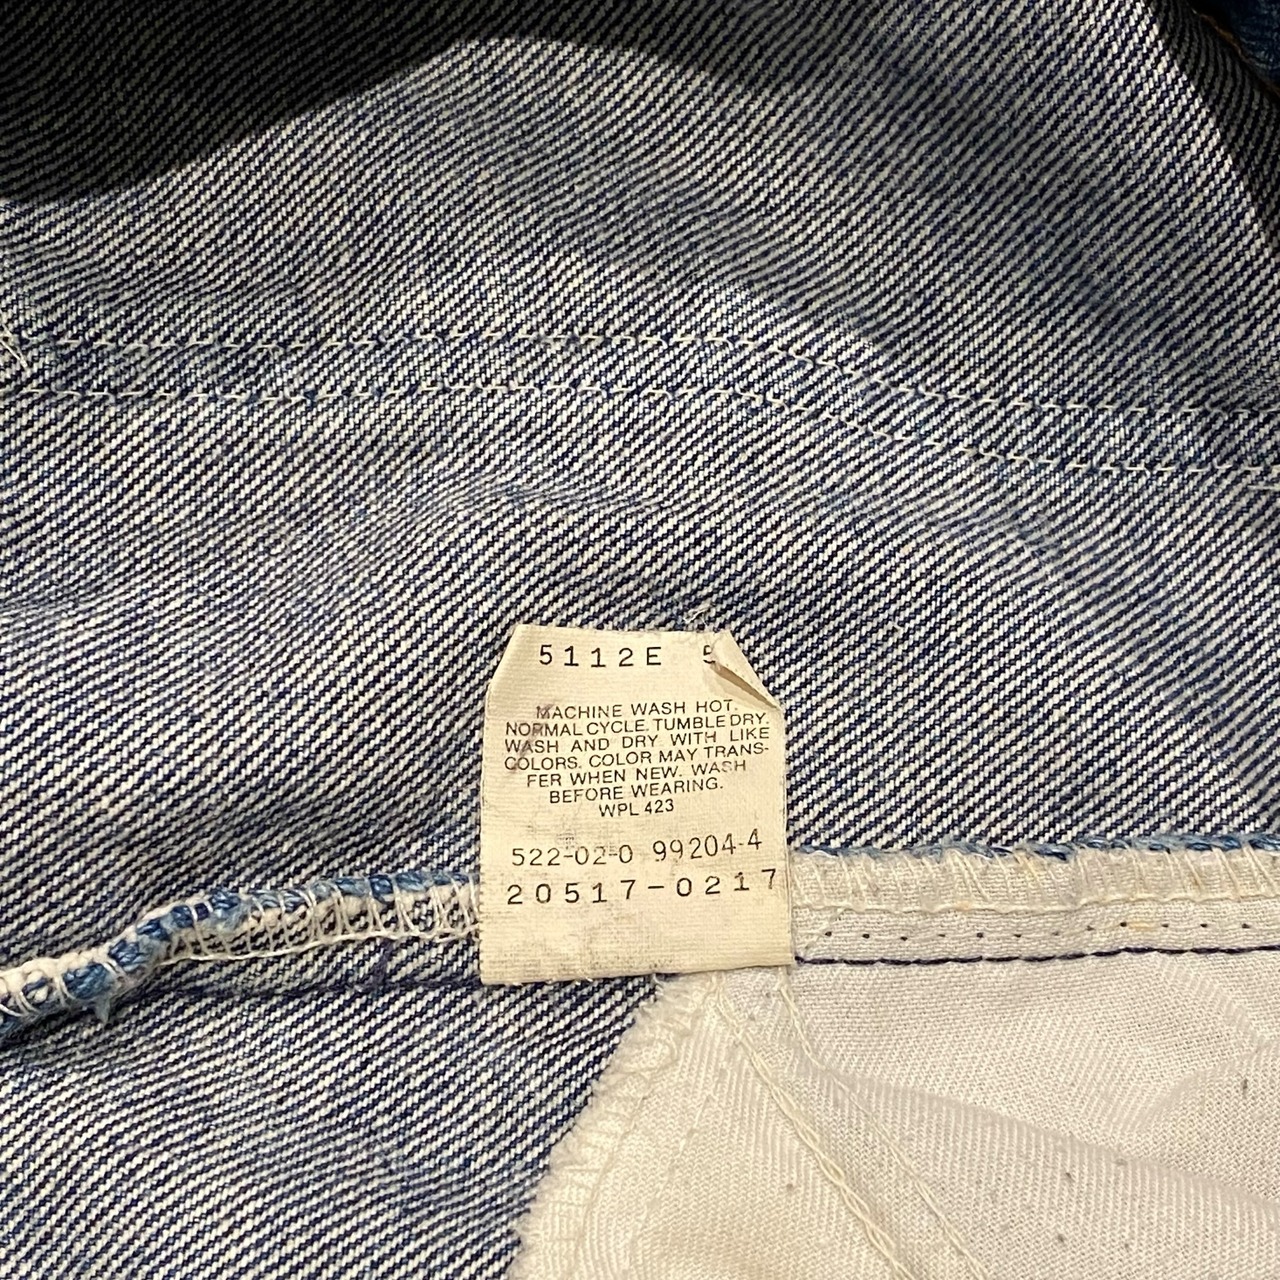 5112E 5
MACHINE WASH HOT.
NORMAL CYCLE. TUMBLE DRY.
WASH AND DRY WITH LIKE
COLORS. COLOR MAY TRANS-
FER WHEN NEW. WASH
BEFORE WEARING.
WPL 423
522-02-0 99204-4
20517-0217